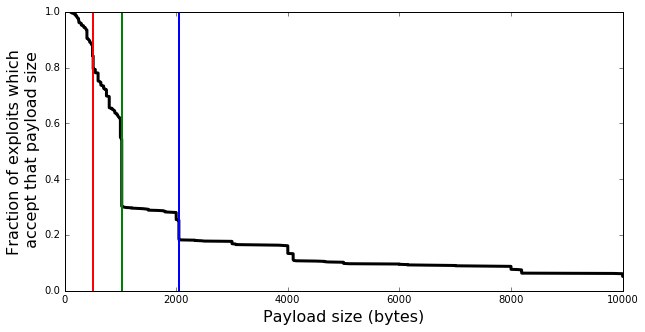 Fraction of exploits which
accept that payload size
1.0
0.8
0.6
0.4
0.2
0.0
0 2000 4000 6000 8000 10000
Payload size (bytes)